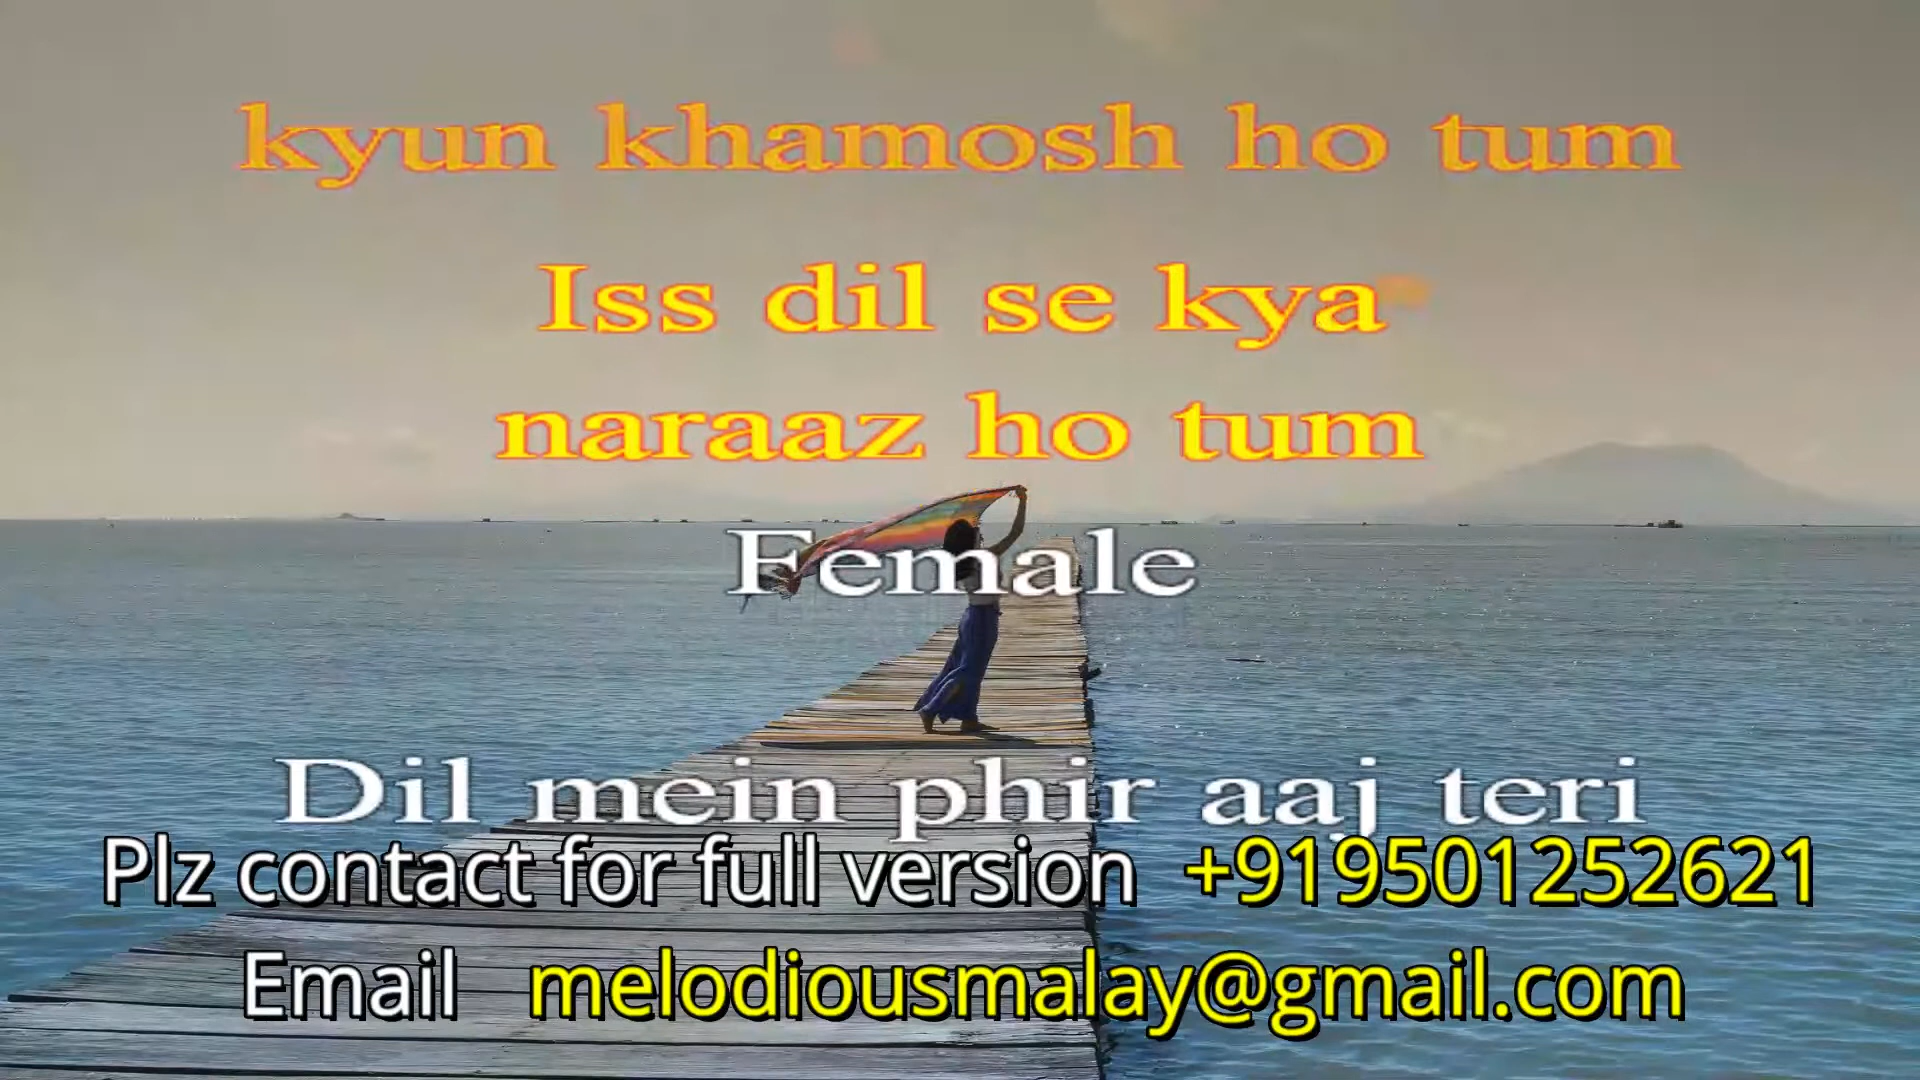 kyun khamosh ho tum
Iss dil se kya
naraaz ho tum
Female
Dil mein phir aaj teri
Plz contact for full version +919501252621
Email melodiousmalay@gmail.com